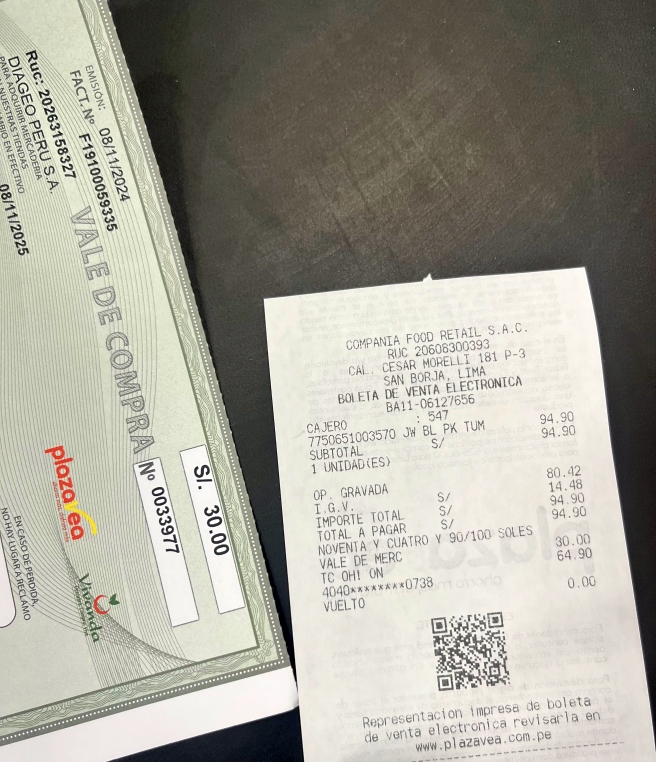 EMISIÓN: 08/11/2024
FACT.Nº F19100059335
Ruc: 20263158327
DIAGEO PERU S.A.
PARA ADQUIRIR MERCADERIA
NUESTRAS TIENDAS
EN EFECTIVO
08/11/2025
VALE DE COMPRA
S/. 30.00
Nº 0033977
plazavea
Vivanda
EN CASO DE PERDIDA,
NO HAY LUGAR A RECLAMO
COMPANIA FOOD RETAIL S.A.C.
RUC 20606300393
CAL. CESAR MORELLI 181 P-3
SAN BORJA, LIMA
BOLETA DE VENTA ELECTRONICA
BA11-06127656
CAJERO : 547
7750651003570 JW BL PK TUM 94.90
SUBTOTAL S/ 94.90
1 UNIDAD(ES)
OP. GRAVADA 80.42
I.G.V. S/ 14.48
IMPORTE TOTAL S/ 94.90
TOTAL A PAGAR S/ 94.90
NOVENTA Y CUATRO Y 90/100 SOLES
VALE DE MERC 30.00
TC OH! ON 64.90
4040********0738
VUELTO 0.00
Representacion impresa de boleta
de venta electronica revisarla en
www.plazavea.com.pe